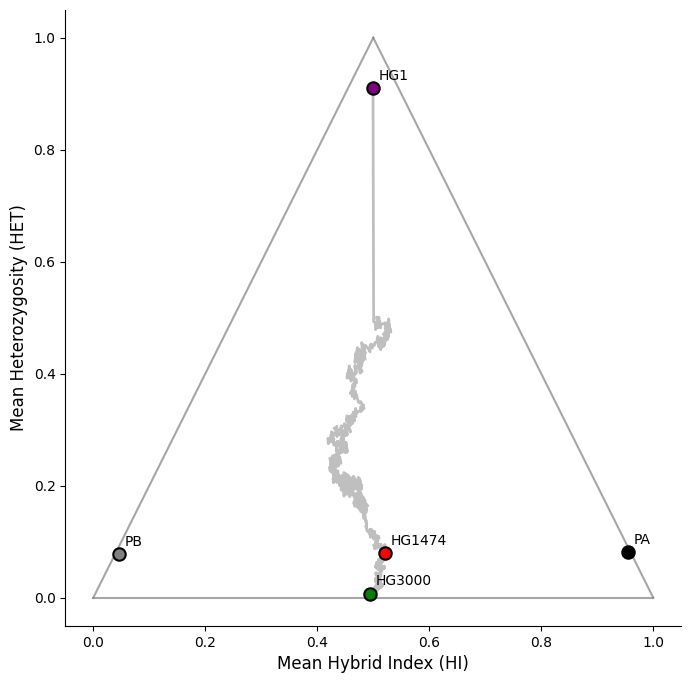 1.0
HG1
0.8
0.6
0.4
0.2
0.0
Mean Heterozygosity (HET)
HG1474
PB
PA
HG3000
0.0 0.2 0.4 0.6 0.8 1.0
Mean Hybrid Index (HI)